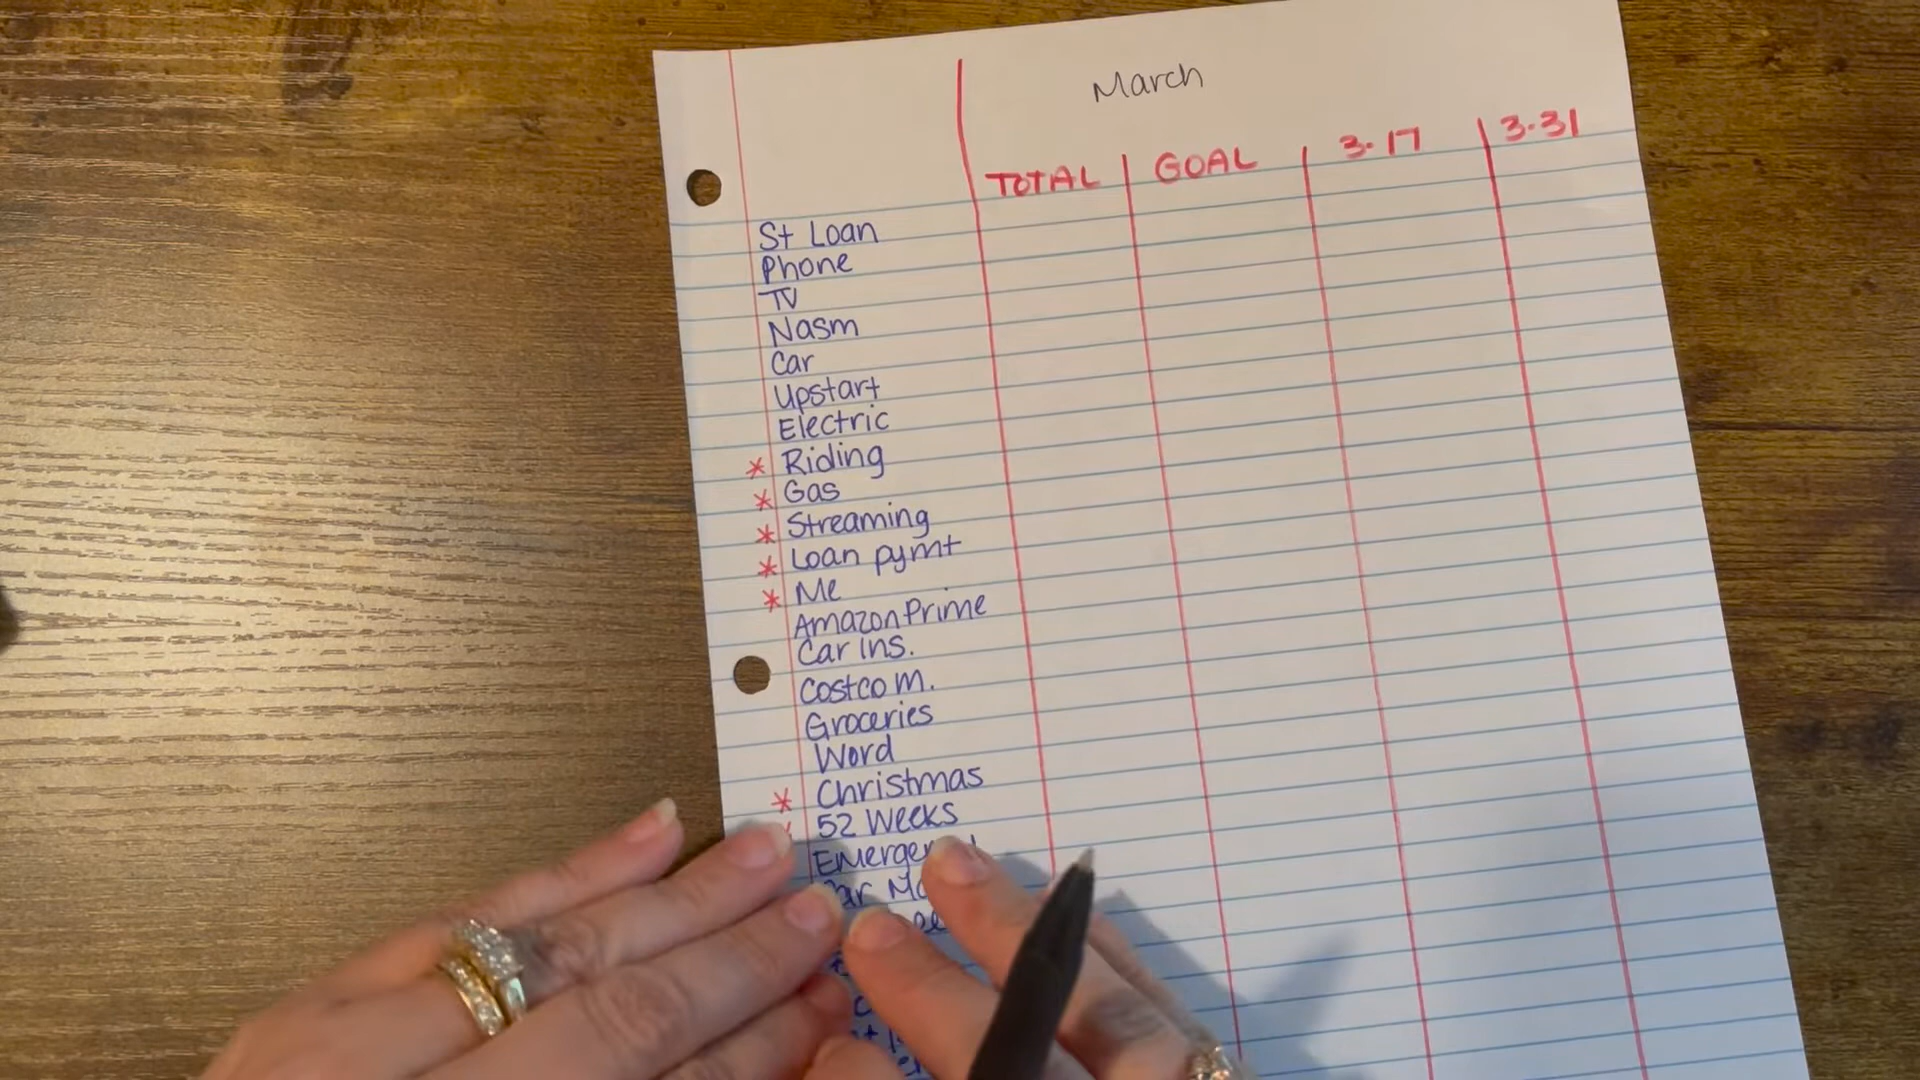 March
TOTAL GOAL 3.17 3.31
St Loan
Phone
TV
Nasm
Car
Upstart
Electric
* Riding
* Gas
* Streaming
* Loan pymt
* Me
Amazon Prime
Car Ins.
Costco M.
Groceries
Word
* Christmas
52 Weeks